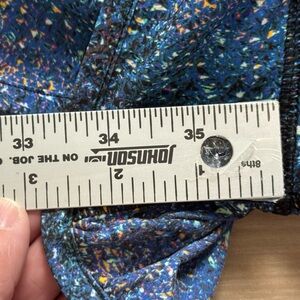 33 34 35
ON THE JOB.
JOHNSON
3 2 1
8ths